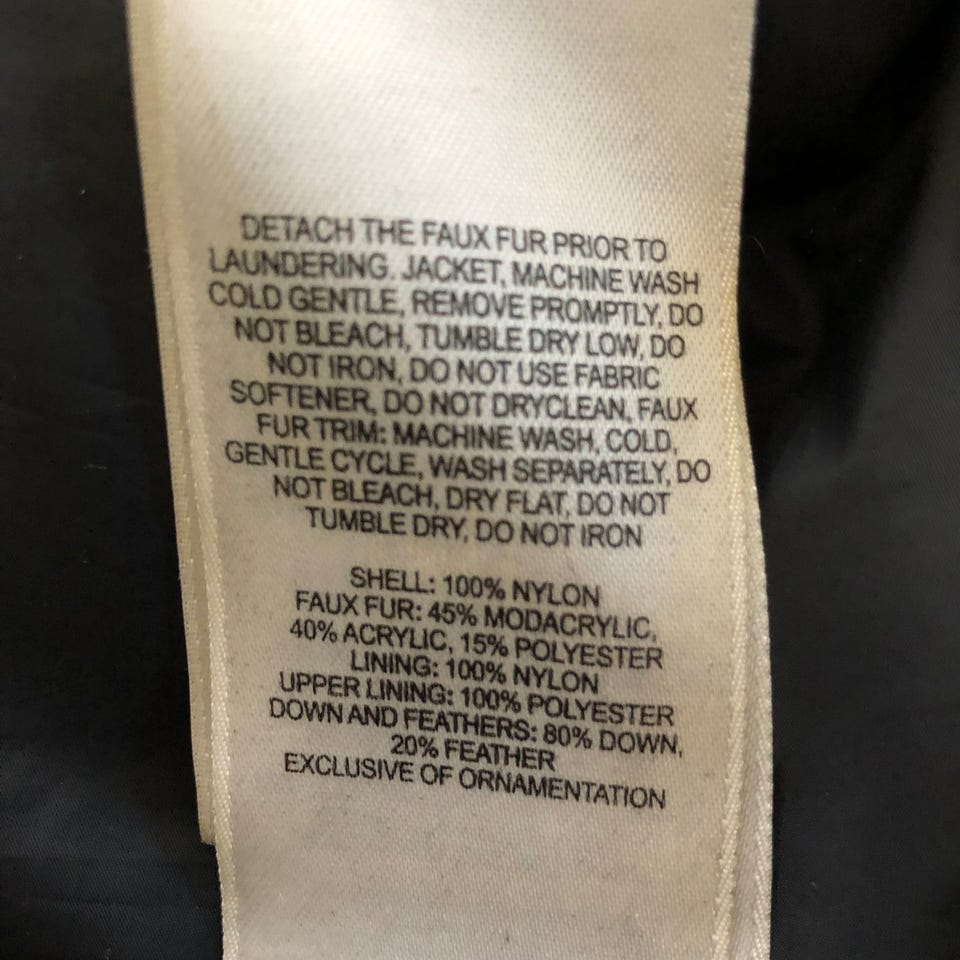 DETACH THE FAUX FUR PRIOR TO
LAUNDERING. JACKET, MACHINE WASH
COLD GENTLE, REMOVE PROMPTLY, DO
NOT BLEACH, TUMBLE DRY LOW, DO
NOT IRON, DO NOT USE FABRIC
SOFTENER, DO NOT DRYCLEAN, FAUX
FUR TRIM: MACHINE WASH, COLD,
GENTLE CYCLE, WASH SEPARATELY, DO
NOT BLEACH, DRY FLAT, DO NOT
TUMBLE DRY, DO NOT IRON
SHELL: 100% NYLON
FAUX FUR: 45% MODACRYLIC,
40% ACRYLIC, 15% POLYESTER
LINING: 100% NYLON
UPPER LINING: 100% POLYESTER
DOWN AND FEATHERS: 80% DOWN,
20% FEATHER
EXCLUSIVE OF ORNAMENTATION